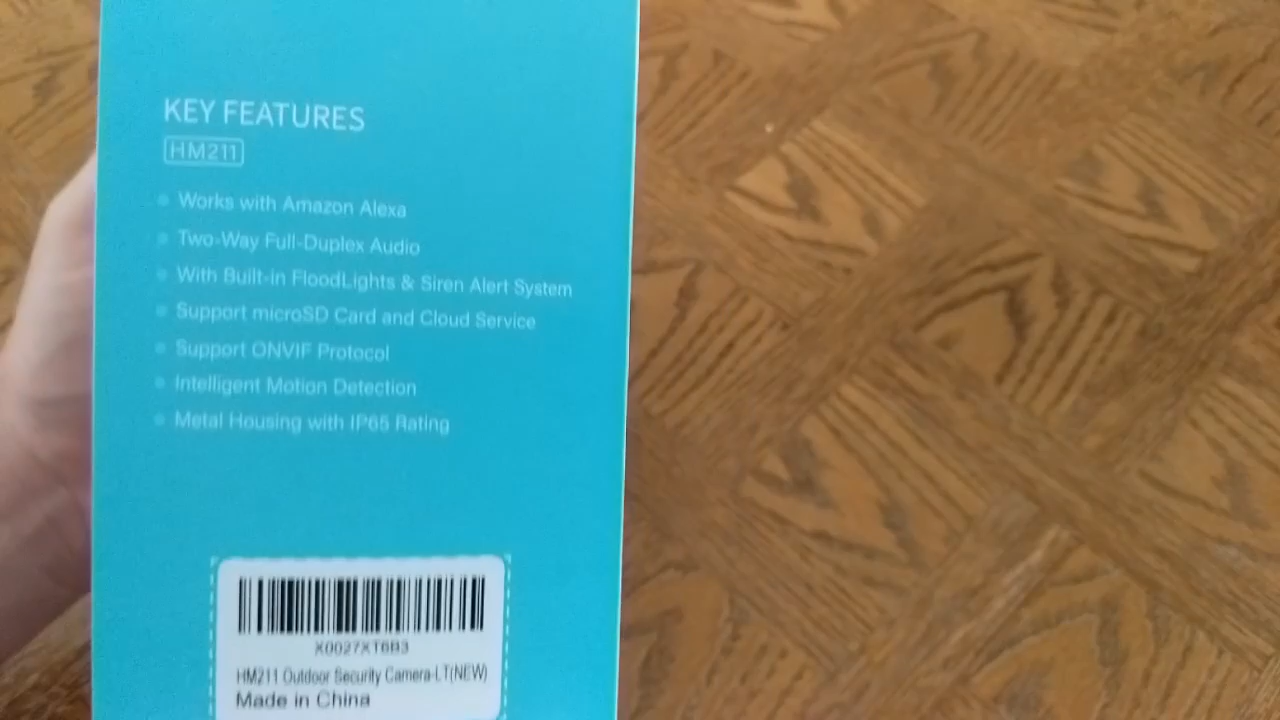 KEY FEATURES
HM211
Works with Amazon Alexa
Two-Way Full-Duplex Audio
With Built-in FloodLights & Siren Alert System
Support microSD Card and Cloud Service
Support ONVIF Protocol
Intelligent Motion Detection
Metal Housing with IP65 Rating
X0027XT6B3
HM211 Outdoor Security Camera-LT(NEW)
Made in China